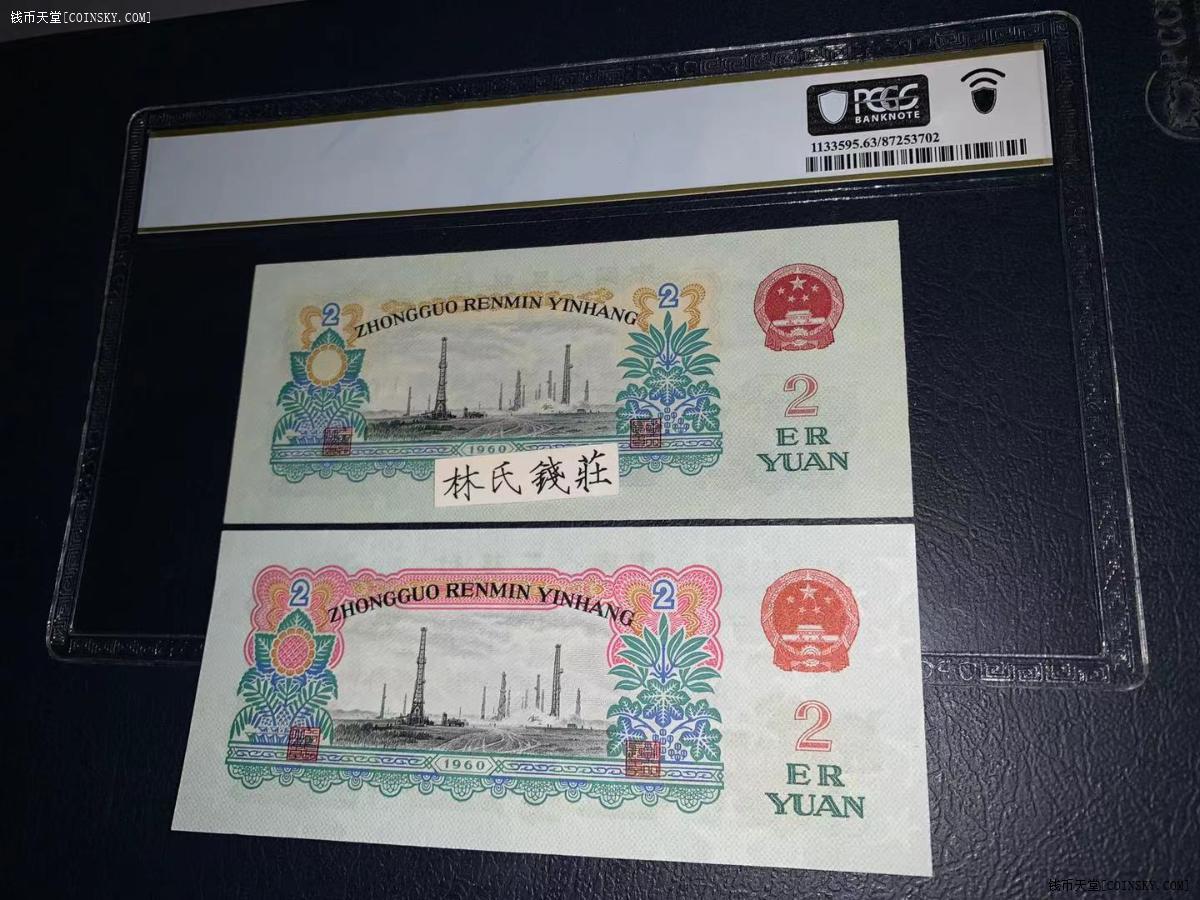 钱币天堂[COINSKY.COM]
PCGS
BANKNOTE
1133595.63/87253702
2
2
ZHONGGUO RENMIN YINHANG
1960
2
ER
YUAN
林氏錢莊
2
2
ZHONGGUO RENMIN YINHANG
1960
2
ER
YUAN
钱币天堂[COINSKY.COM]